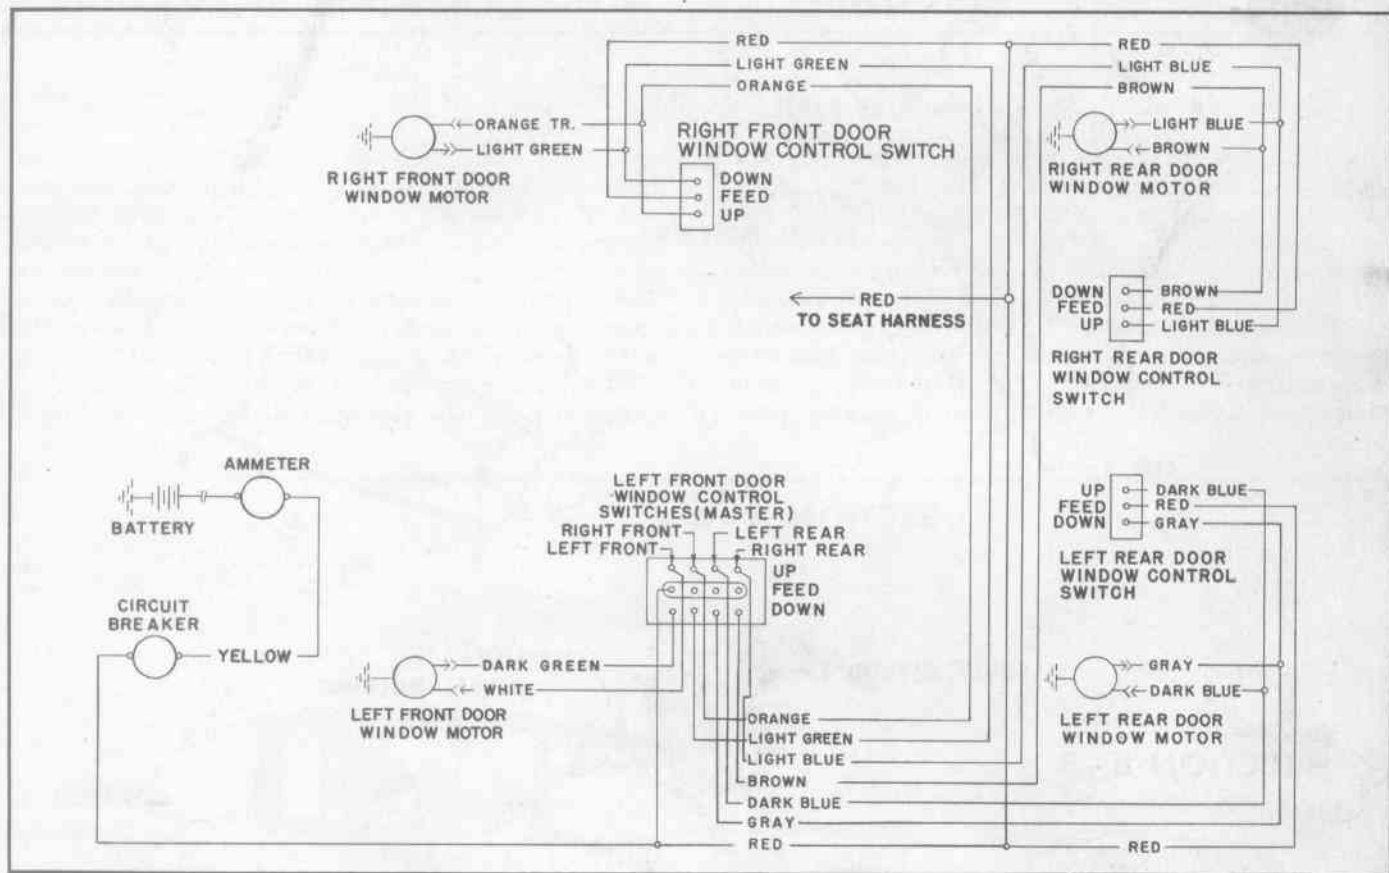 RED
LIGHT GREEN
ORANGE
ORANGE TR.
LIGHT GREEN
RIGHT FRONT DOOR
WINDOW MOTOR
RIGHT FRONT DOOR
WINDOW CONTROL SWITCH
DOWN
FEED
UP
RED
LIGHT BLUE
BROWN
LIGHT BLUE
BROWN
RIGHT REAR DOOR
WINDOW MOTOR
RED
TO SEAT HARNESS
DOWN BROWN
FEED RED
UP LIGHT BLUE
RIGHT REAR DOOR
WINDOW CONTROL
SWITCH
AMMETER
BATTERY
CIRCUIT
BREAKER
YELLOW
LEFT FRONT DOOR
WINDOW CONTROL
SWITCHES(MASTER)
RIGHT FRONT LEFT REAR
LEFT FRONT RIGHT REAR
UP
FEED
DOWN
UP DARK BLUE
FEED RED
DOWN GRAY
LEFT REAR DOOR
WINDOW CONTROL
SWITCH
DARK GREEN
WHITE
LEFT FRONT DOOR
WINDOW MOTOR
GRAY
DARK BLUE
LEFT REAR DOOR
WINDOW MOTOR
ORANGE
LIGHT GREEN
LIGHT BLUE
BROWN
DARK BLUE
GRAY
RED
RED